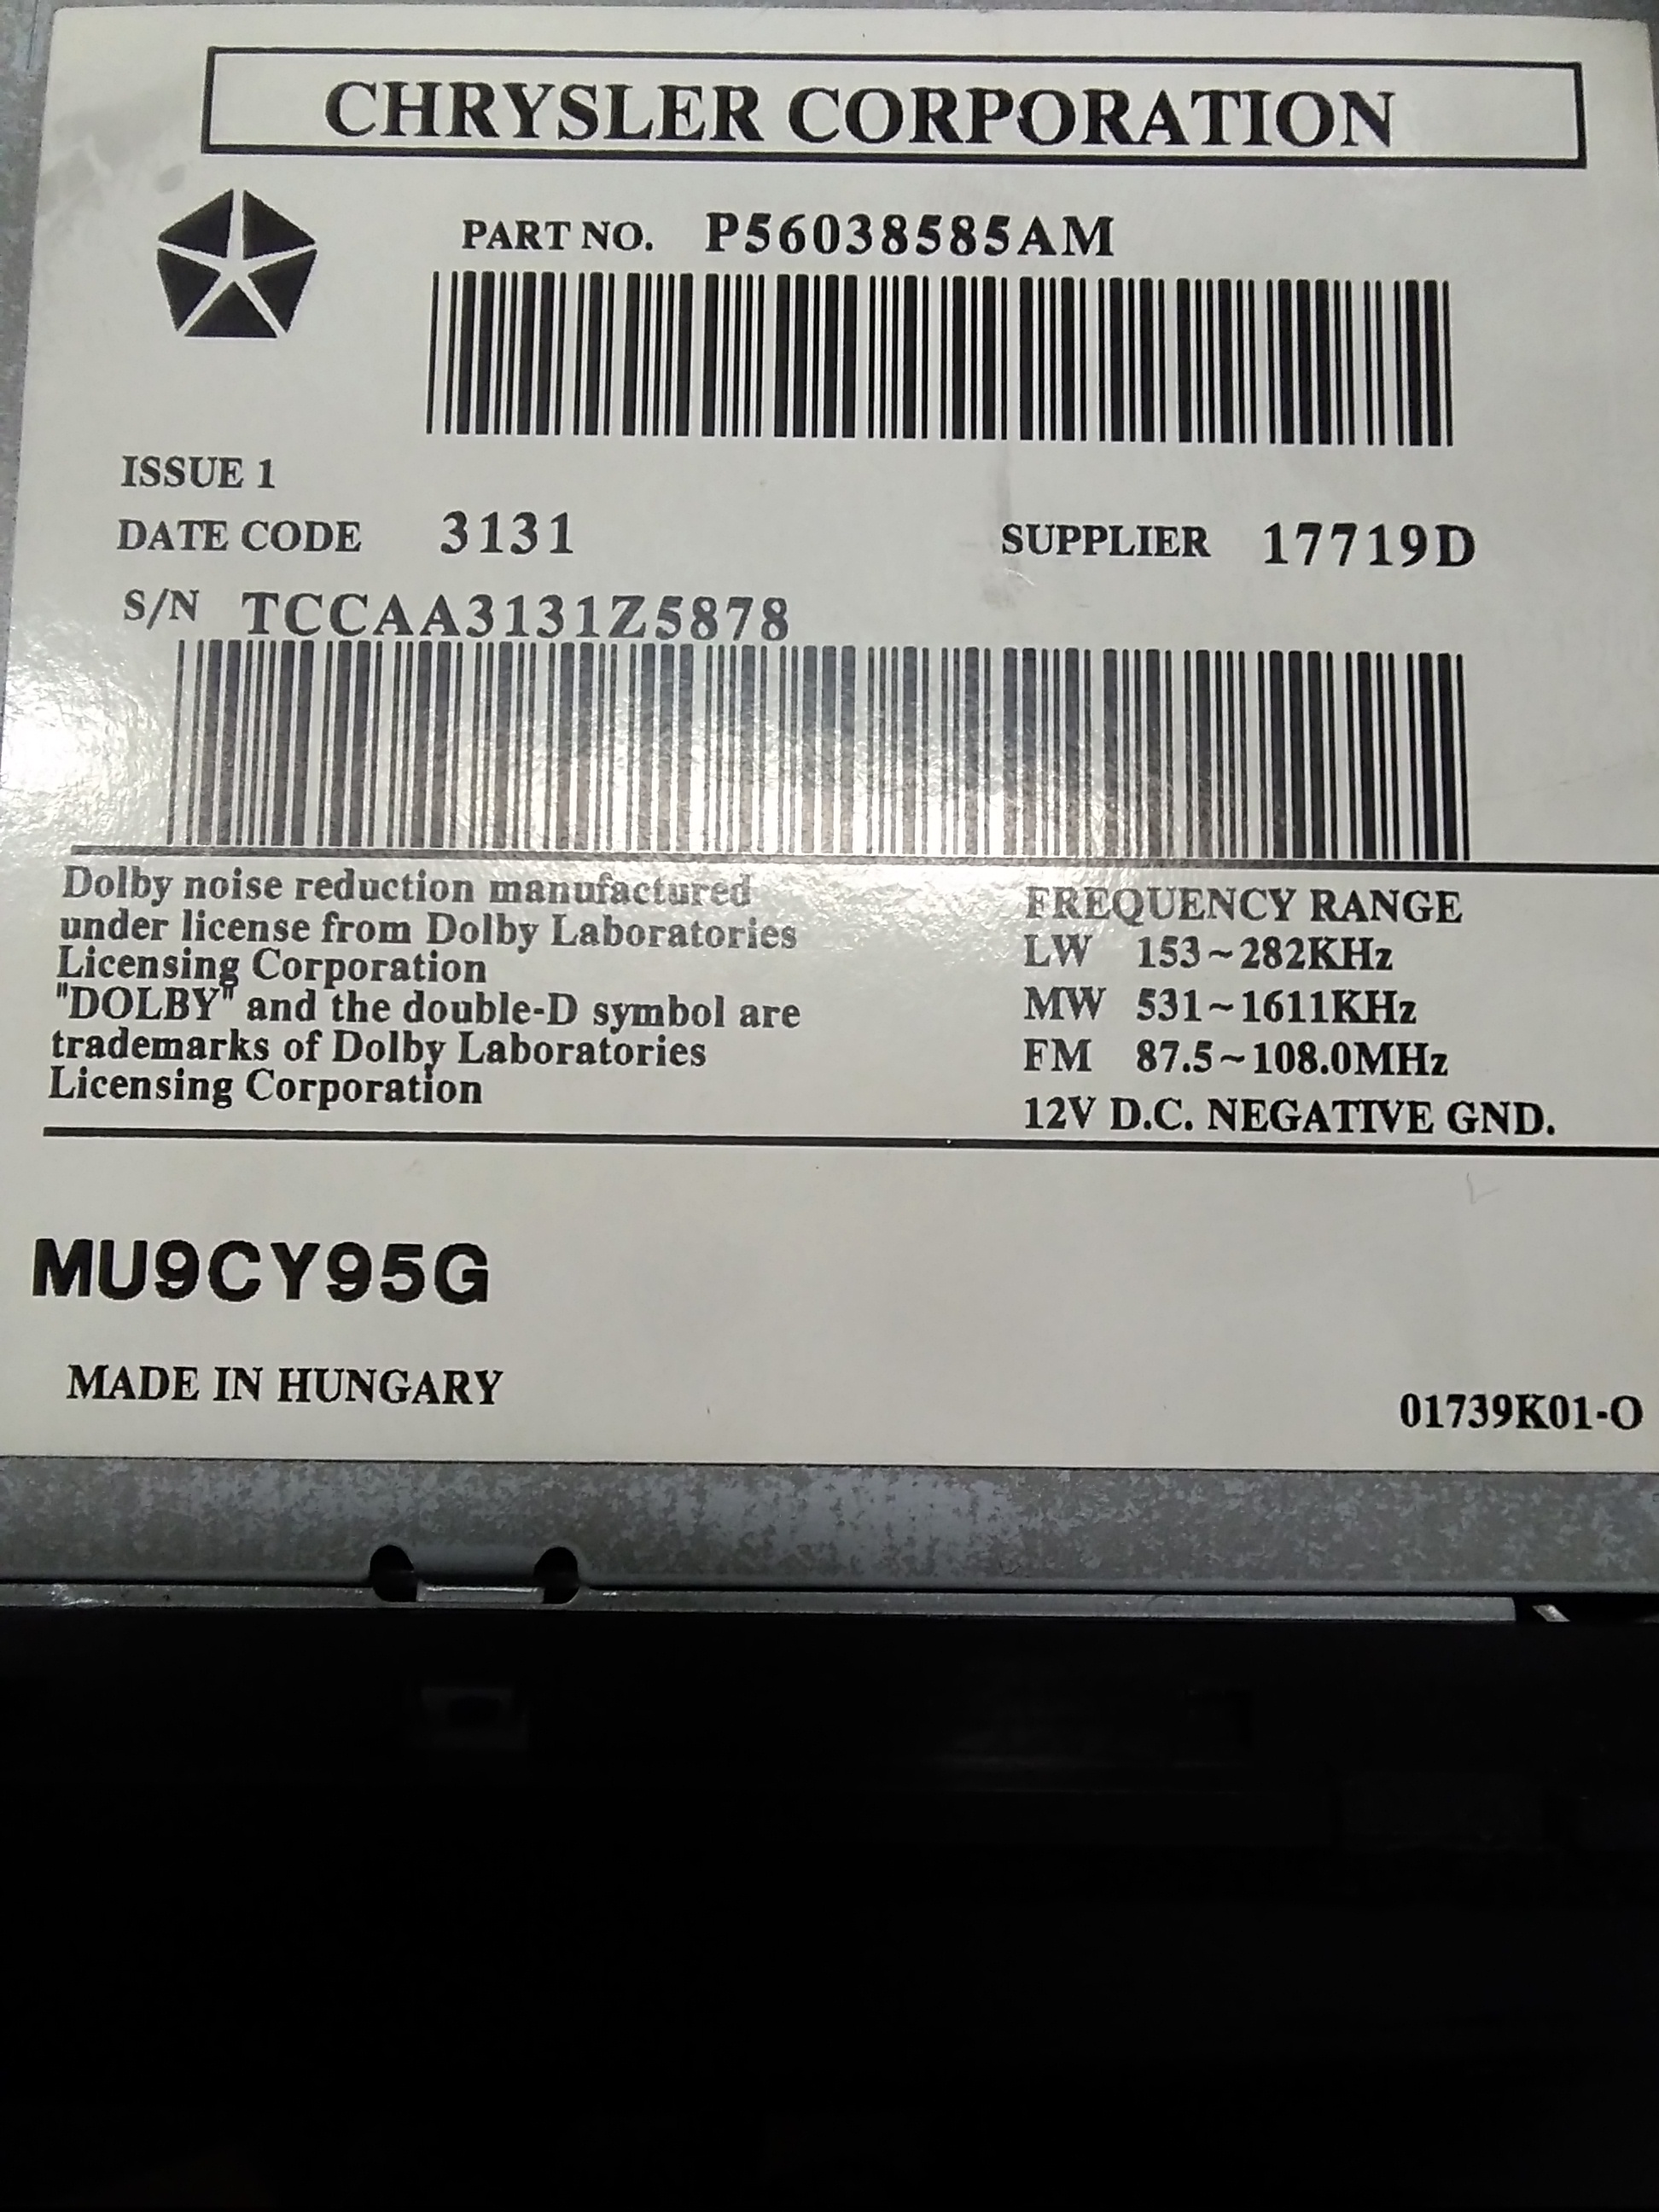 CHRYSLER CORPORATION
PART NO. P56038585AM
ISSUE 1
DATE CODE 3131 SUPPLIER 17719D
S/N TCCAA3131Z5878
Dolby noise reduction manufactured
under license from Dolby Laboratories
Licensing Corporation
"DOLBY" and the double-D symbol are
trademarks of Dolby Laboratories
Licensing Corporation
FREQUENCY RANGE
LW 153~282KHz
MW 531~1611KHz
FM 87.5~108.0MHz
12V D.C. NEGATIVE GND.
MU9CY95G
MADE IN HUNGARY
01739K01-O